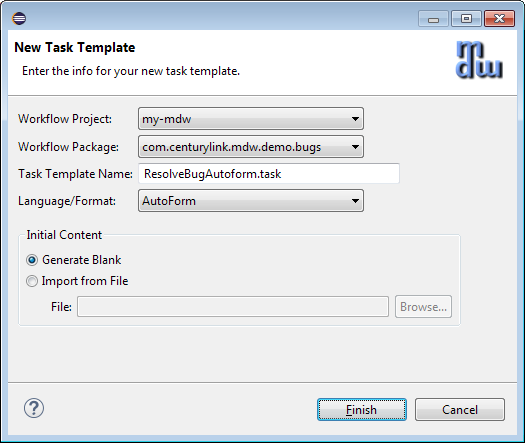 New Task Template
Enter the info for your new task template.
mdw
Workflow Project: my-mdw
Workflow Package: com.centurylink.mdw.demo.bugs
Task Template Name: ResolveBugAutoform.task
Language/Format: AutoForm
Initial Content
Generate Blank
Import from File
File: Browse...
?
Finish Cancel